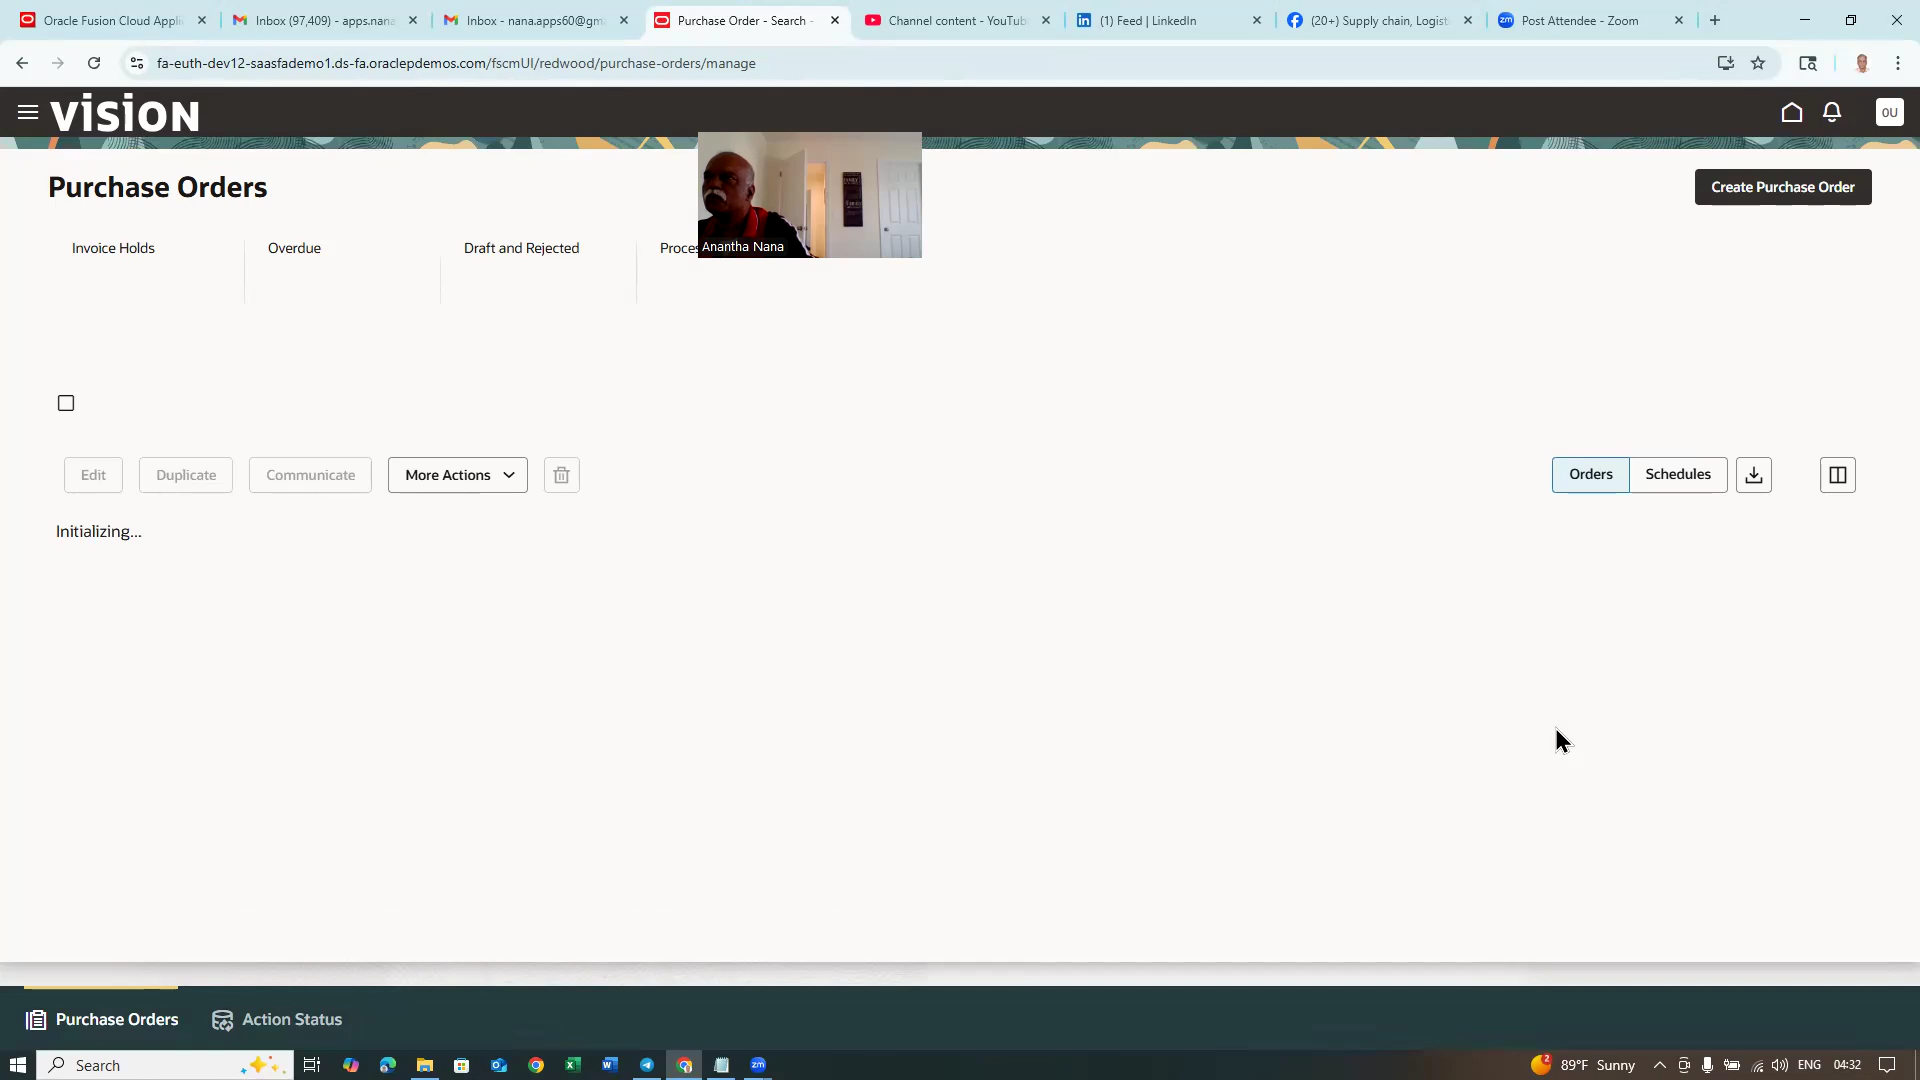 Oracle Fusion Cloud Appli
Inbox (97,409) - apps.nana
Inbox - nana.apps60@gm
Purchase Order - Search -
Channel content - YouTub
(1) Feed | LinkedIn
(20+) Supply chain, Logist
Post Attendee - Zoom
fa-euth-dev12-saasfademo1.ds-fa.oraclepdemos.com/fscmUI/redwood/purchase-orders/manage
vision
OU
Purchase Orders
Create Purchase Order
Invoice Holds
Overdue
Draft and Rejected
Proces
Anantha Nana
Edit
Duplicate
Communicate
More Actions
Orders
Schedules
Initializing...
Purchase Orders
Action Status
Search
2
89°F Sunny
ENG
04:32